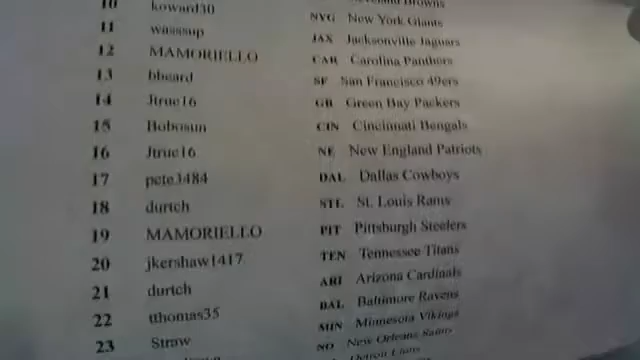 Browns
10 koward30 NYG New York Giants
11 wasssup JAX Jacksonville Jaguars
12 MAMORIELLO CAR Carolina Panthers
13 bbeard SF San Francisco 49ers
14 Jtrue16 GB Green Bay Packers
15 Bobosun CIN Cincinnati Bengals
16 Jtrue16 NE New England Patriots
17 pete3484 DAL Dallas Cowboys
18 durtch STL St. Louis Rams
19 MAMORIELLO PIT Pittsburgh Steelers
20 jkershaw1417 TEN Tennessee Titans
21 durtch ARI Arizona Cardinals
22 tthomas35 BAL Baltimore Ravens
23 Straw MIN Minnesota Vikings
NO New Orleans Saints
Detroit Lions